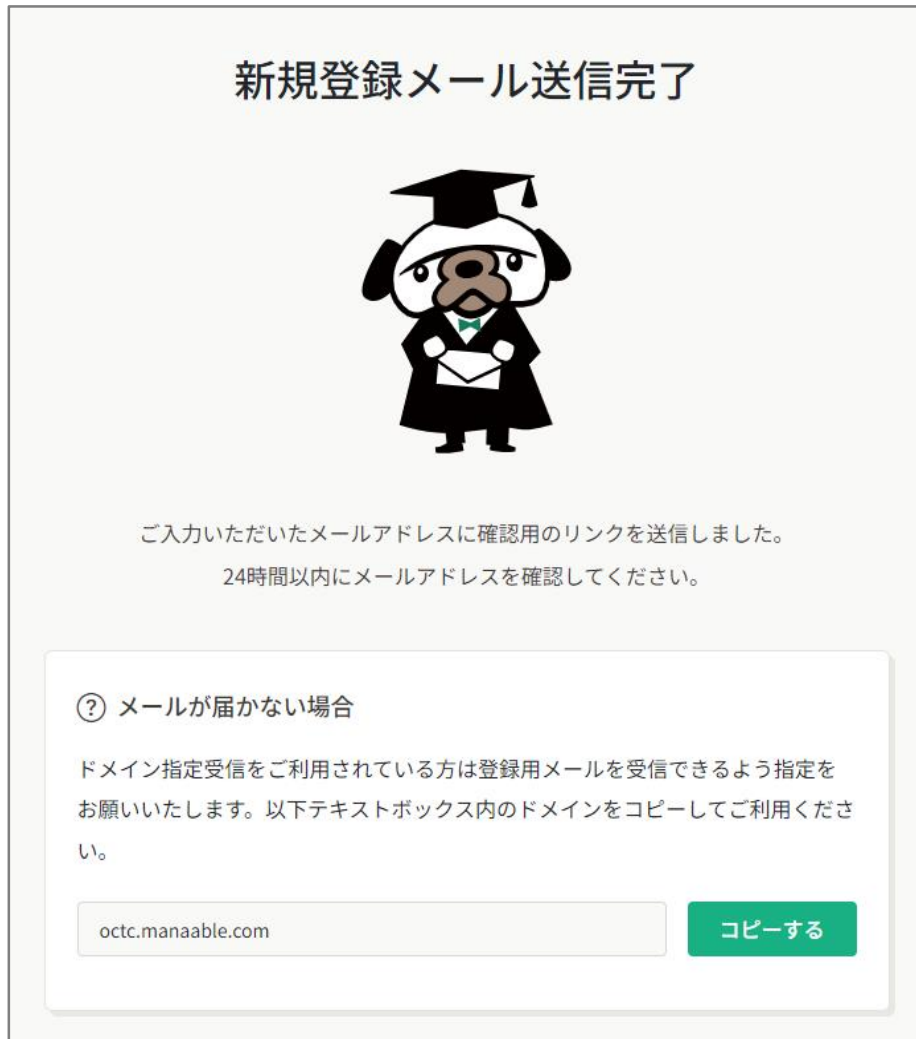 新規登録メール送信完了
ご入力いただいたメールアドレスに確認用のリンクを送信しました。
24時間以内にメールアドレスを確認してください。
? メールが届かない場合
ドメイン指定受信をご利用されている方は登録用メールを受信できるよう指定を
お願いいたします。以下テキストボックス内のドメインをコピーしてご利用くださ
い。
octc.manaable.com
コピーする